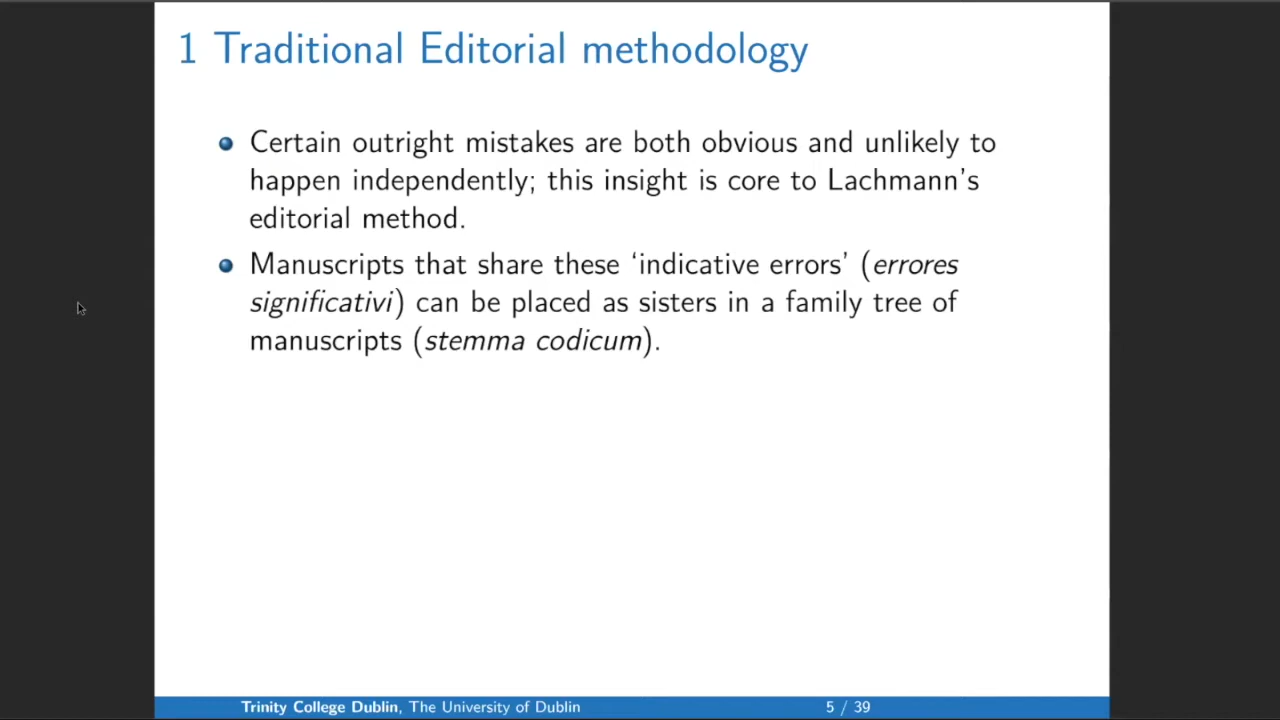 1 Traditional Editorial methodology
Certain outright mistakes are both obvious and unlikely to
happen independently; this insight is core to Lachmann's
editorial method.
Manuscripts that share these ‘indicative errors’ (errores
significativi) can be placed as sisters in a family tree of
manuscripts (stemma codicum).
Trinity College Dublin, The University of Dublin 5 / 39